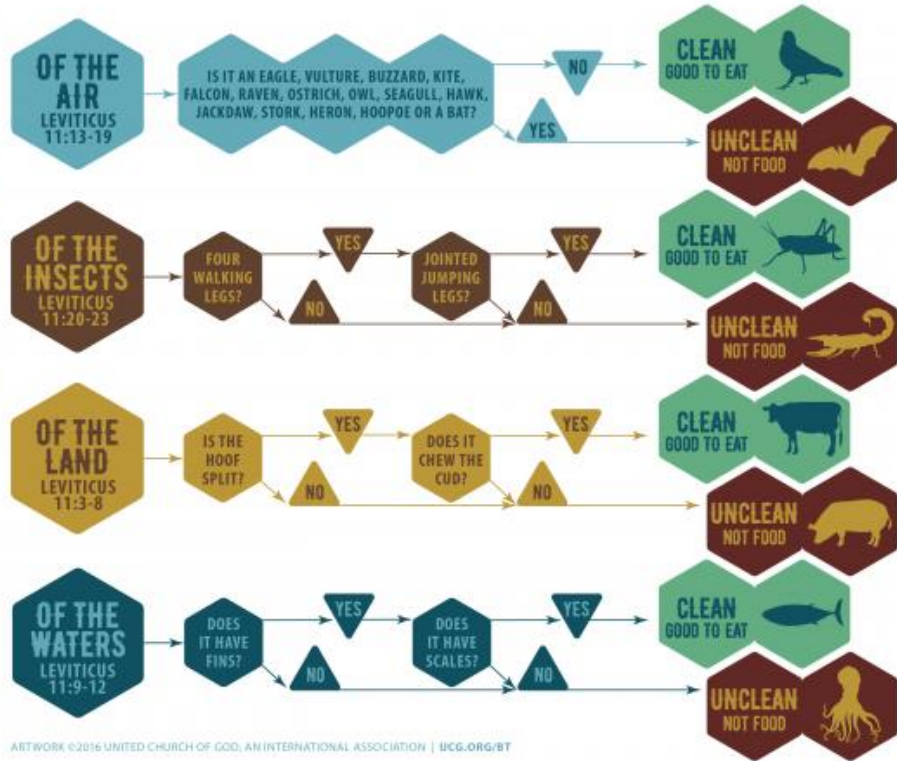 OF THE
AIR
LEVITICUS
11:13-19
IS IT AN EAGLE, VULTURE, BUZZARD, KITE,
FALCON, RAVEN, OSTRICH, OWL, SEAGULL, HAWK,
JACKDAW, STORK, HERON, HOOPOE OR A BAT?
NO
YES
CLEAN
GOOD TO EAT
UNCLEAN
NOT FOOD
OF THE
INSECTS
LEVITICUS
11:20-23
FOUR
WALKING
LEGS?
YES
NO
JOINTED
JUMPING
LEGS?
YES
NO
CLEAN
GOOD TO EAT
UNCLEAN
NOT FOOD
OF THE
LAND
LEVITICUS
11:3-8
IS THE
HOOF
SPLIT?
YES
NO
DOES IT
CHEW THE
CUD?
YES
NO
CLEAN
GOOD TO EAT
UNCLEAN
NOT FOOD
OF THE
WATERS
LEVITICUS
11:9-12
DOES
IT HAVE
FINS?
YES
NO
DOES
IT HAVE
SCALES?
YES
NO
CLEAN
GOOD TO EAT
UNCLEAN
NOT FOOD
ARTWORK ©2016 UNITED CHURCH OF GOD, AN INTERNATIONAL ASSOCIATION | UCG.ORG/BT